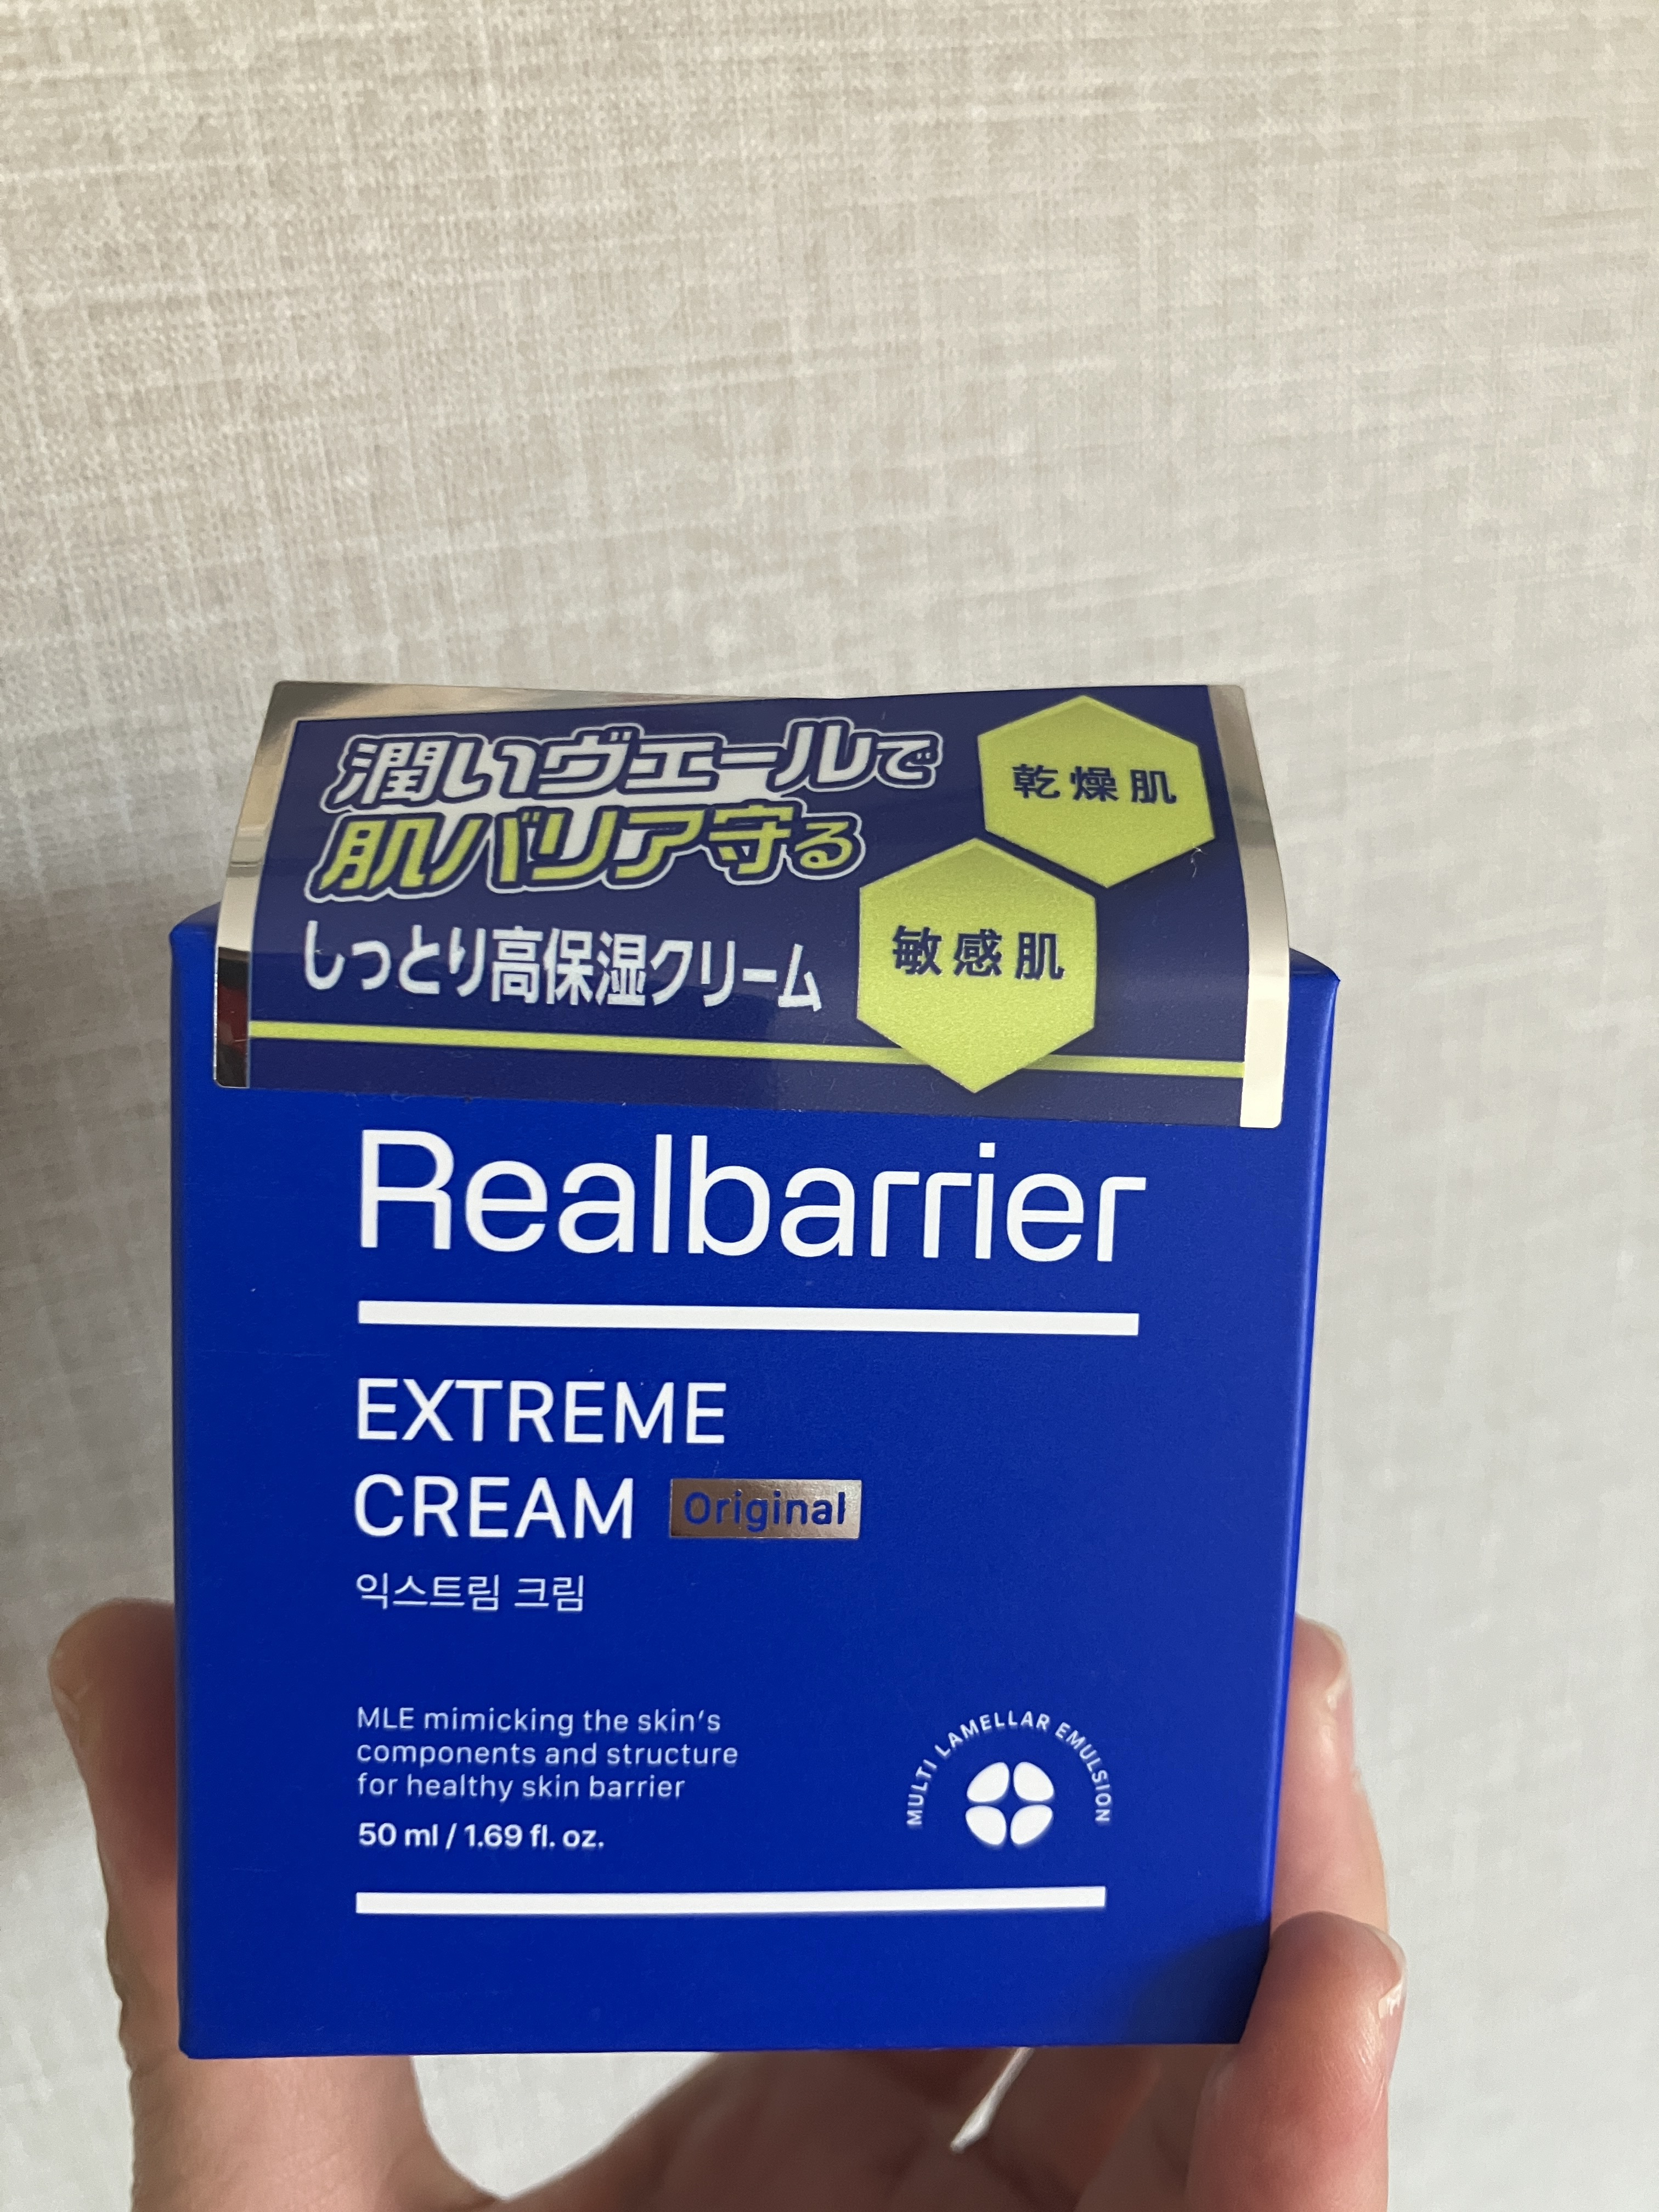 潤いヴェールで
肌バリア守る
しっとり高保湿クリーム
乾燥肌
敏感肌
Realbarrier
EXTREME
CREAM Original
익스트림 크림
MLE mimicking the skin's
components and structure
for healthy skin barrier
50 ml / 1.69 fl. oz.
MULTI LAMELLAR EMULSION